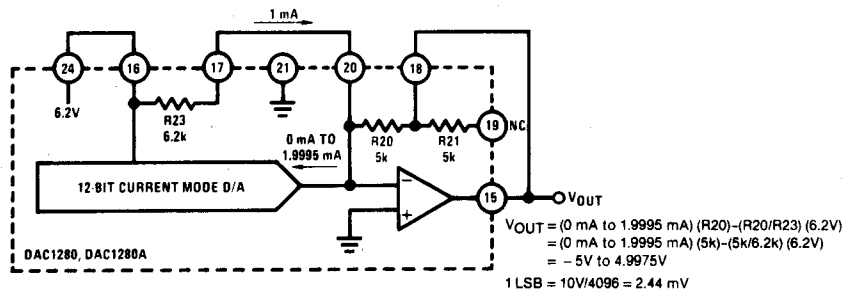 1 mA
24
16
17
21
20
18
6.2V
R23
6.2k
0 mA TO
1.9995 mA
R20
5k
R21
5k
19 NC
12-BIT CURRENT MODE D/A
−
+
15
VOUT
DAC1280, DAC1280A
VOUT = (0 mA to 1.9995 mA) (R20)−(R20/R23) (6.2V)
= (0 mA to 1.9995 mA) (5k)−(5k/6.2k) (6.2V)
= − 5V to 4.9975V
1 LSB = 10V/4096 = 2.44 mV